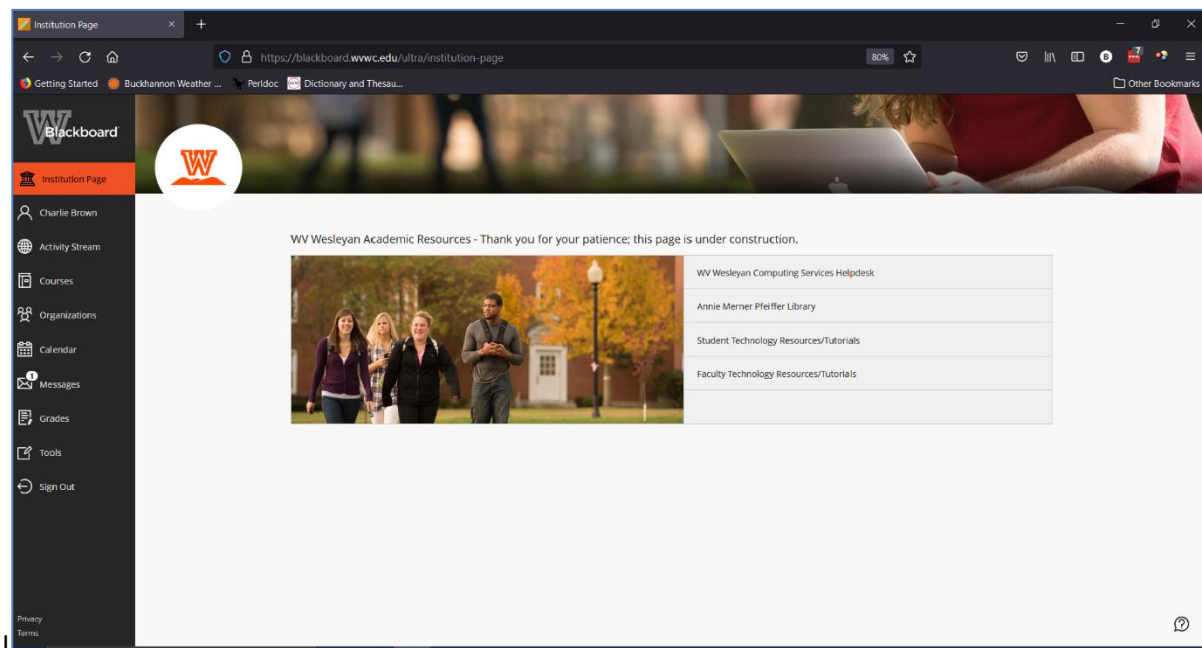 Institution Page
https://blackboard.wvwc.edu/ultra/institution-page
80%
7
Getting Started
Buckhannon Weather ...
Perldoc
Dictionary and Thesau...
Other Bookmarks
W
Blackboard
W
Institution Page
Charlie Brown
Activity Stream
Courses
Organizations
Calendar
1
Messages
Grades
Tools
Sign Out
WV Wesleyan Academic Resources - Thank you for your patience; this page is under construction.
WV Wesleyan Computing Services Helpdesk
Annie Merner Pfeiffer Library
Student Technology Resources/Tutorials
Faculty Technology Resources/Tutorials
Privacy
Terms